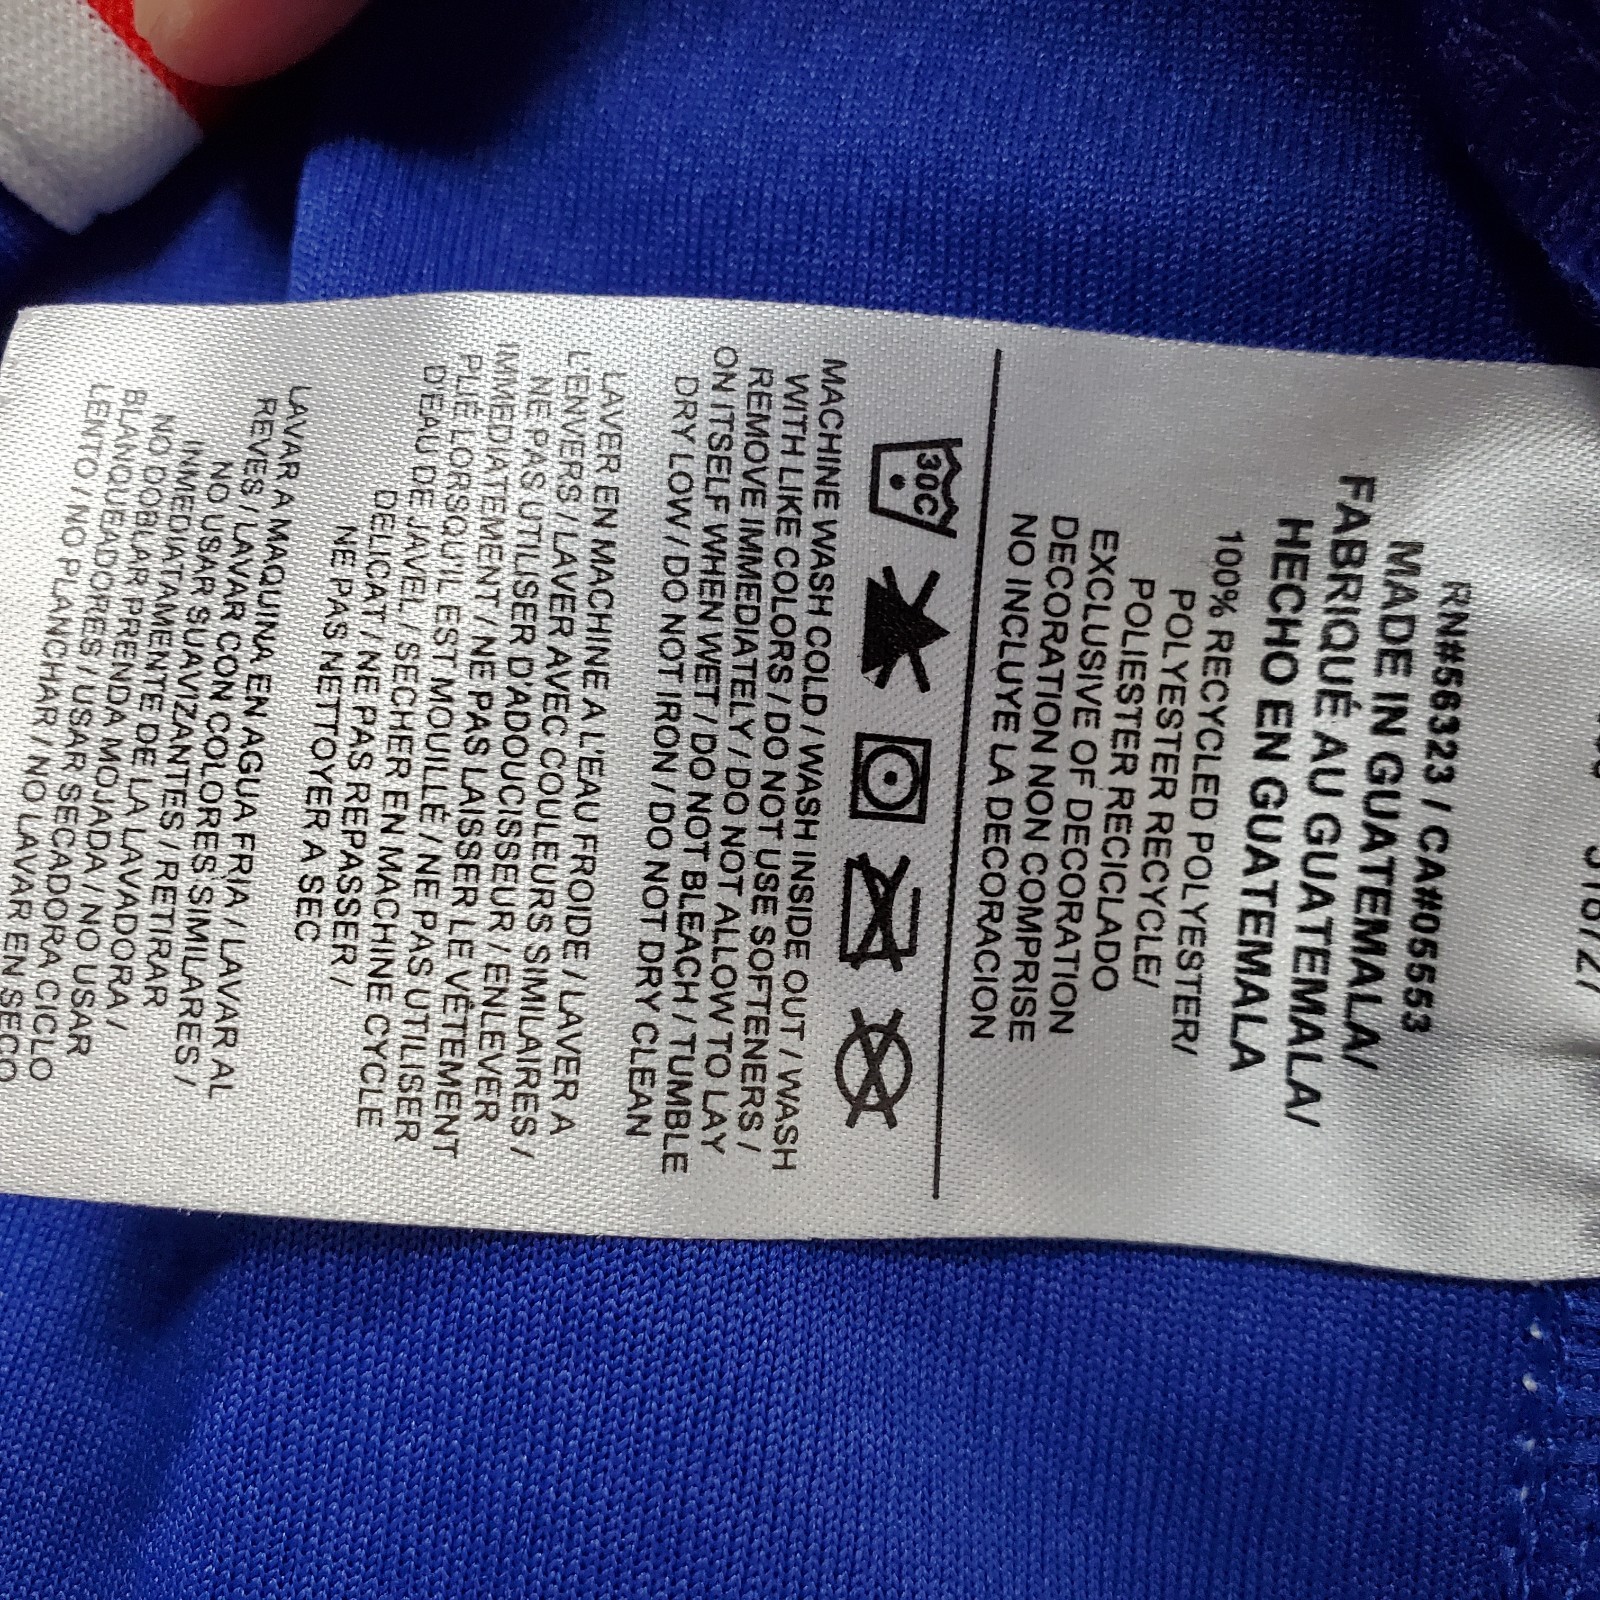 RN#56323 / CA#05553
MADE IN GUATEMALA/
FABRIQUÉ AU GUATEMALA/
HECHO EN GUATEMALA
100% RECYCLED POLYESTER/
POLYESTER RECYCLE/
POLIESTER RECICLADO
EXCLUSIVE OF DECORATION
DECORATION NON COMPRISE
NO INCLUYE LA DECORACION
30C
MACHINE WASH COLD / WASH INSIDE OUT / WASH
WITH LIKE COLORS / DO NOT USE SOFTENERS /
REMOVE IMMEDIATELY / DO NOT ALLOW TO LAY
ON ITSELF WHEN WET / DO NOT BLEACH / TUMBLE
DRY LOW / DO NOT IRON / DO NOT DRY CLEAN
LAVER EN MACHINE A L'EAU FROIDE / LAVER A
L'ENVERS / LAVER AVEC COULEURS SIMILAIRES /
NE PAS UTILISER D'ADOUCISSEUR / ENLEVER
IMMEDIATEMENT / NE PAS LAISSER LE VÊTEMENT
PLIÉ LORSQU'IL EST MOUILLÉ / NE PAS UTILISER
D'EAU DE JAVEL / SECHER EN MACHINE CYCLE
DELICAT / NE PAS REPASSER /
NE PAS NETTOYER A SEC
LAVAR A MAQUINA EN AGUA FRIA / LAVAR AL
REVES / LAVAR CON COLORES SIMILARES /
NO USAR SUAVIZANTES / RETIRAR
INMEDIATAMENTE DE LA LAVADORA /
NO DOBLAR PRENDA MOJADA / NO USAR
BLANQUEADORES / USAR SECADORA CICLO
LENTO / NO PLANCHAR / NO LAVAR EN SECO